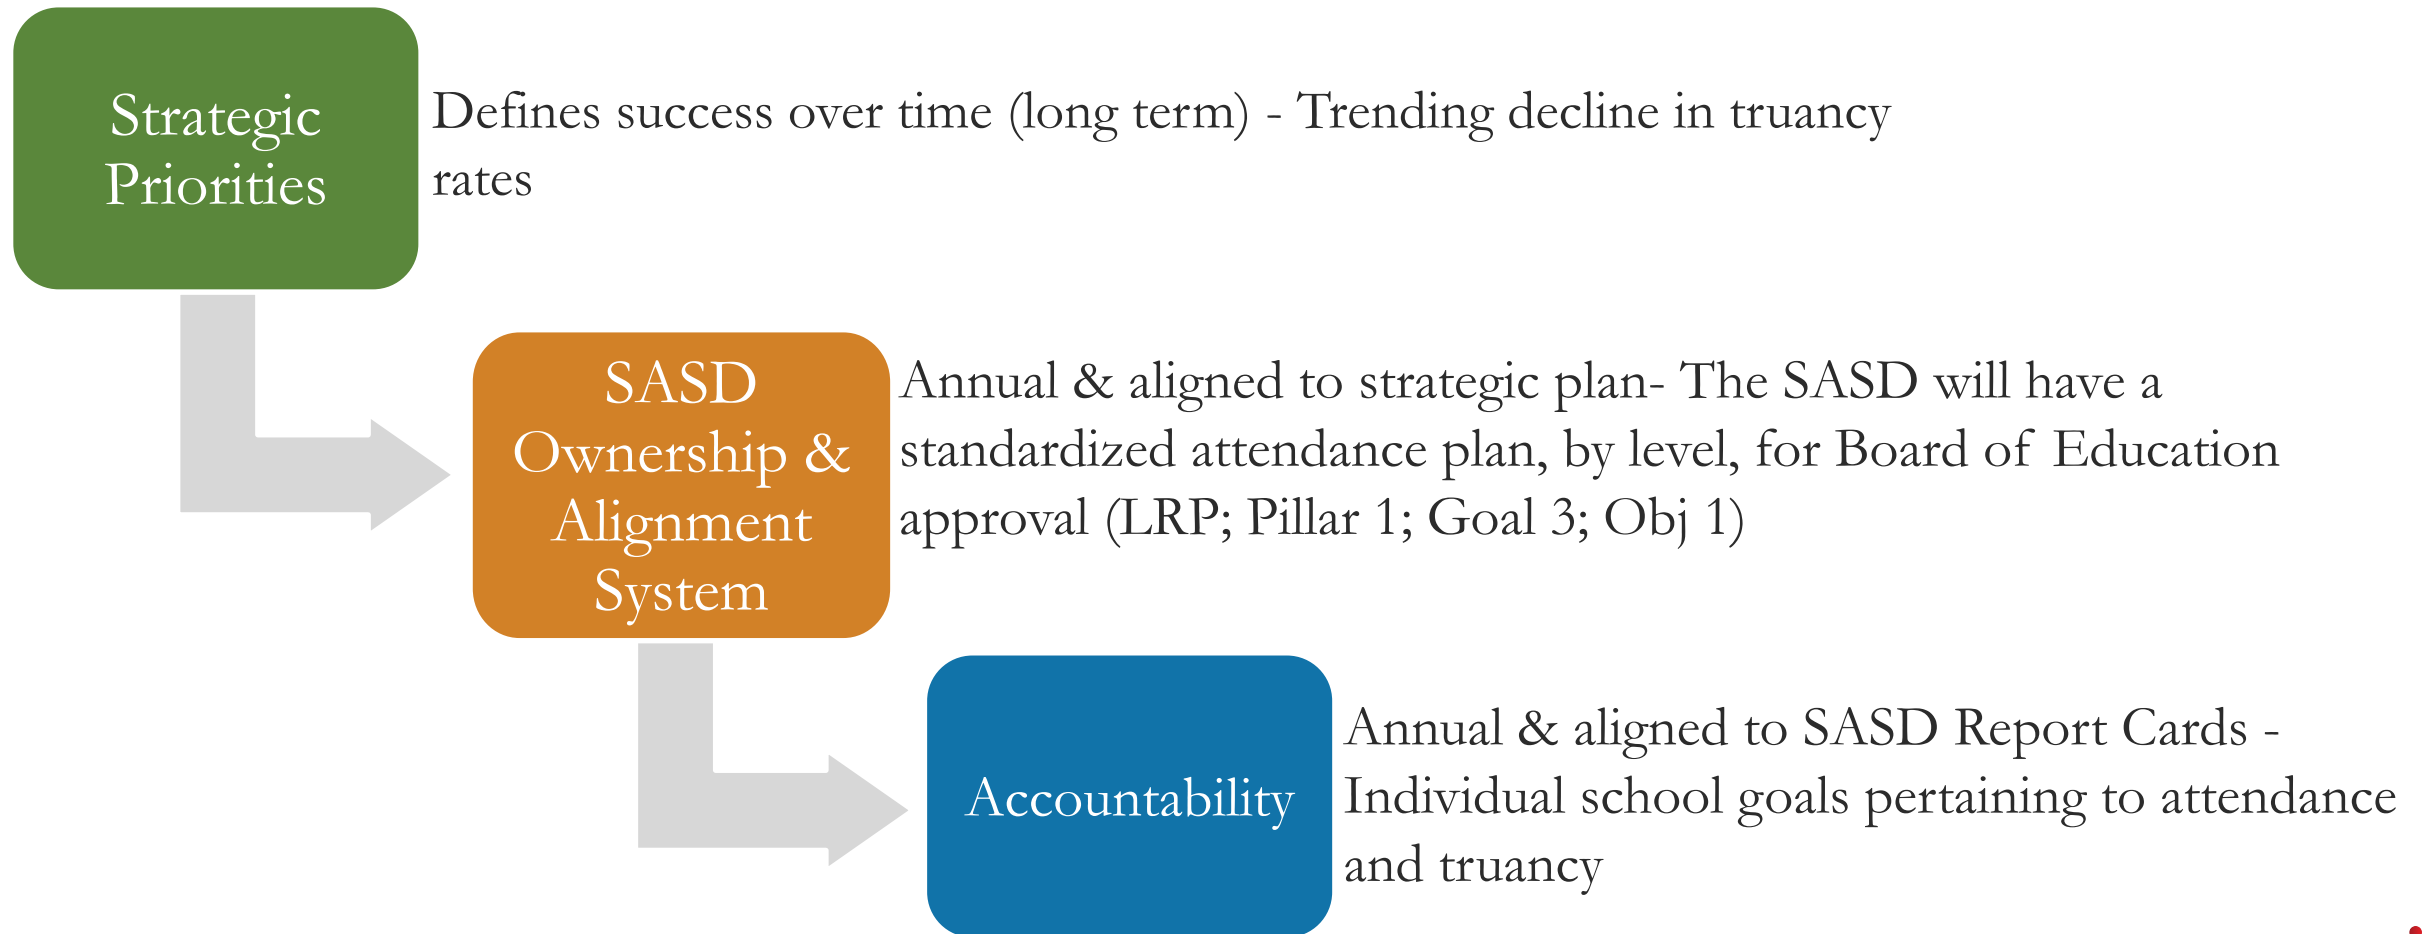 Strategic
Priorities
Defines success over time (long term) - Trending decline in truancy
rates
SASD
Ownership &
Alignment
System
Annual & aligned to strategic plan- The SASD will have a
standardized attendance plan, by level, for Board of Education
approval (LRP; Pillar 1; Goal 3; Obj 1)
Accountability
Annual & aligned to SASD Report Cards -
Individual school goals pertaining to attendance
and truancy